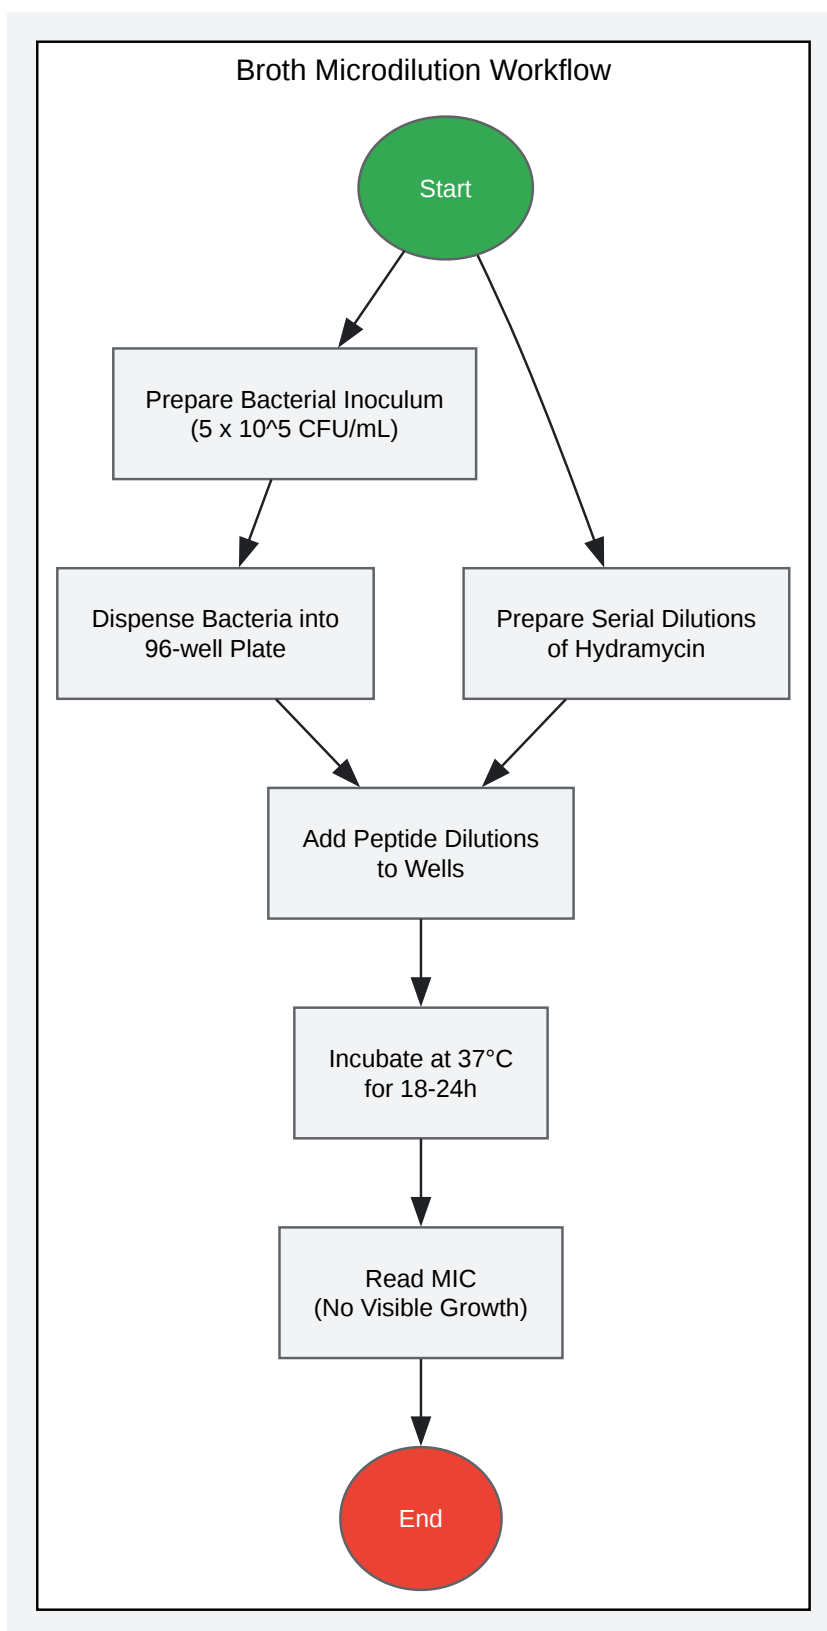 Broth Microdilution Workflow
Start
Prepare Bacterial Inoculum
(5 x 10^5 CFU/mL)
Dispense Bacteria into
96-well Plate
Prepare Serial Dilutions
of Hydramycin
Add Peptide Dilutions
to Wells
Incubate at 37°C
for 18-24h
Read MIC
(No Visible Growth)
End